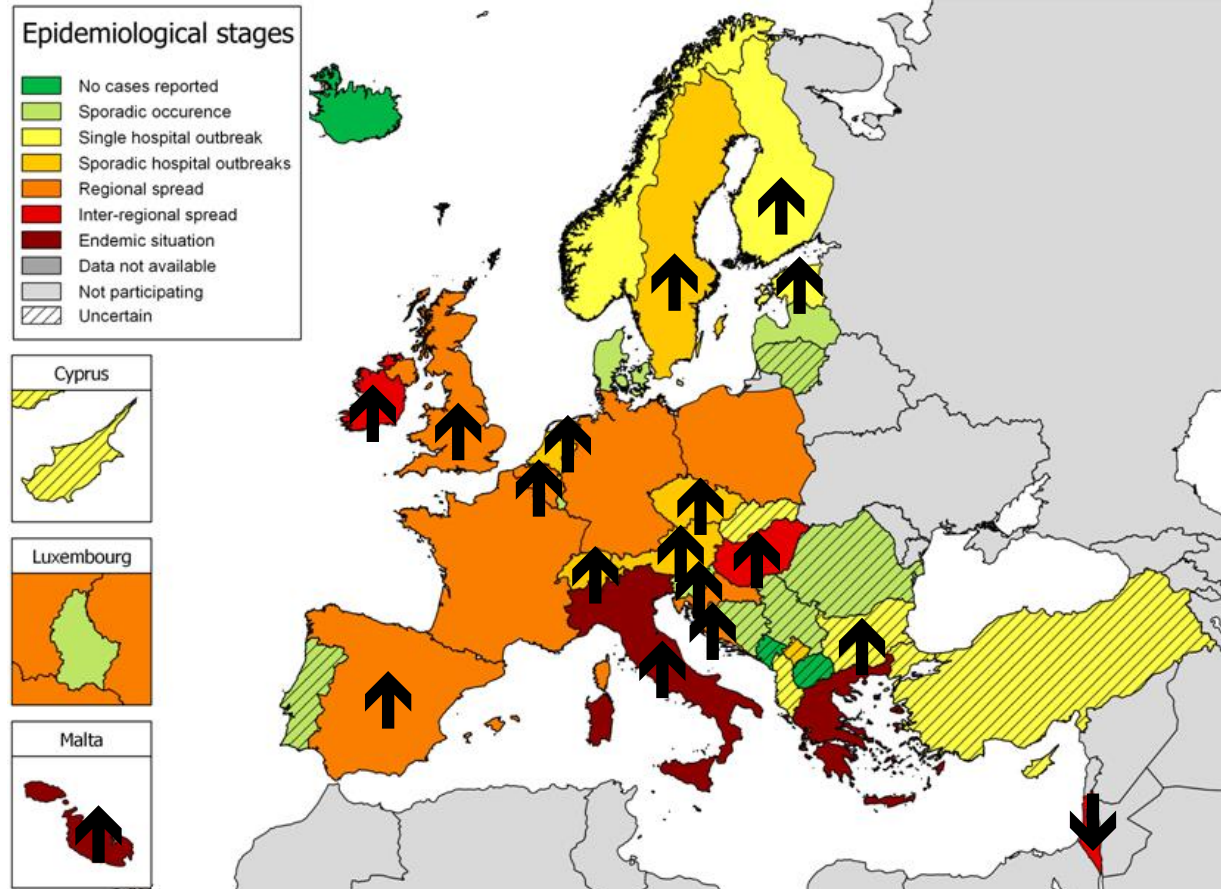 Epidemiological stages
No cases reported
Sporadic occurence
Single hospital outbreak
Sporadic hospital outbreaks
Regional spread
Inter-regional spread
Endemic situation
Data not available
Not participating
Uncertain
Cyprus
Luxembourg
Malta